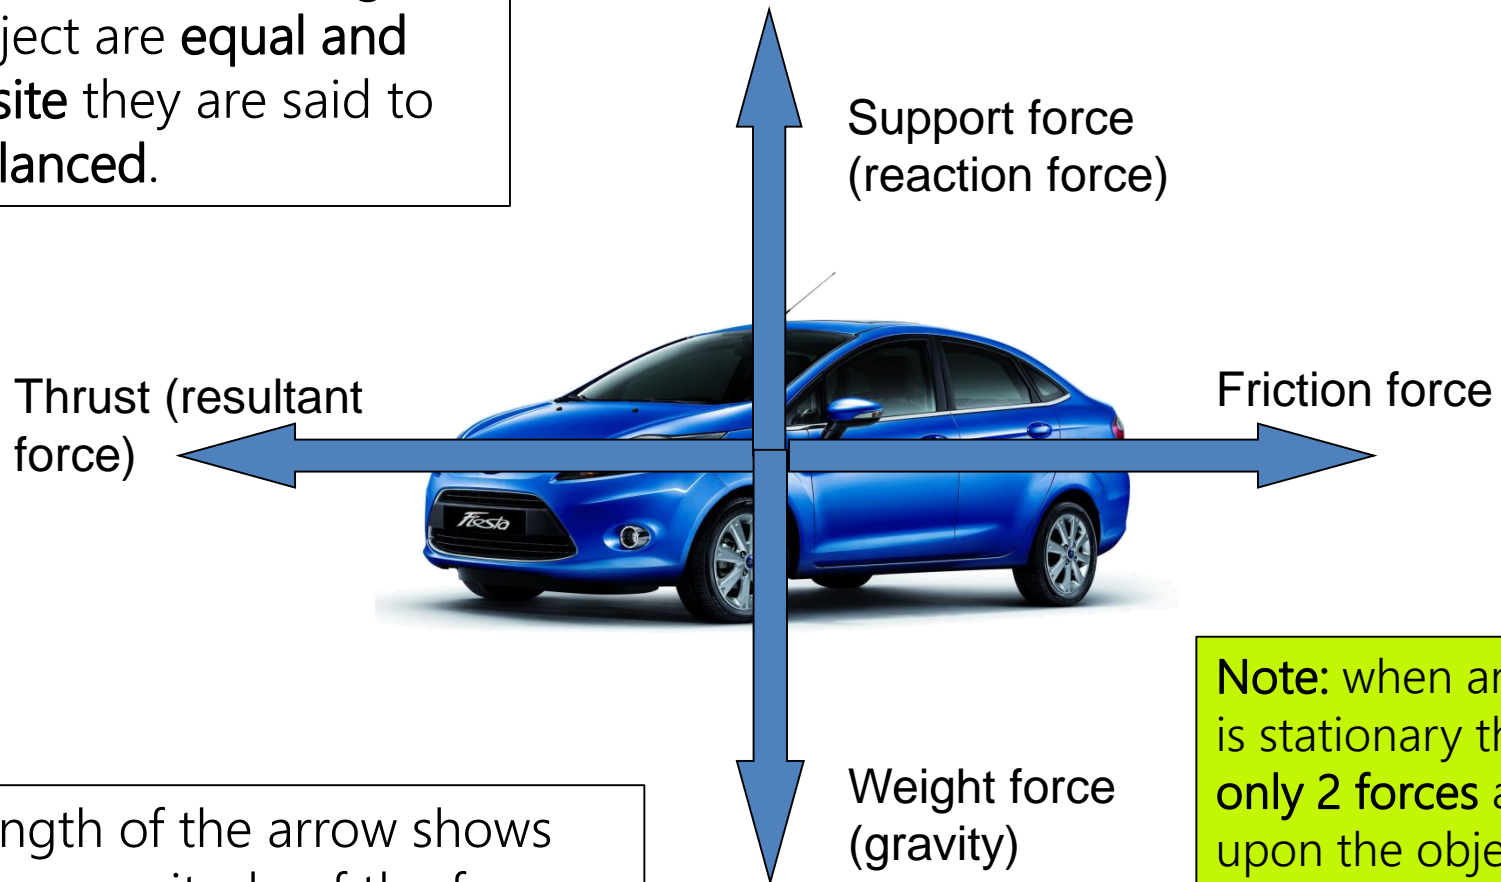 ject are equal and
site they are said to
lanced.
Support force
(reaction force)
Thrust (resultant
force)
Friction force
Fiesta
Note: when an
is stationary th
only 2 forces a
upon the obje
Weight force
(gravity)
ngth of the arrow shows